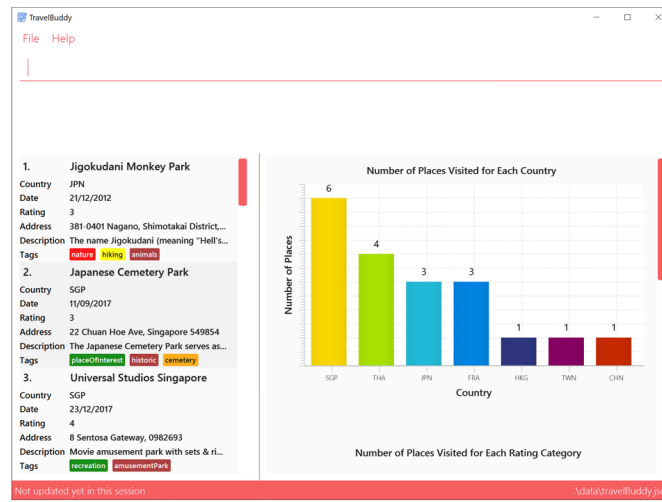 TravelBuddy
File Help
1. Jigokudani Monkey Park
Country JPN
Date 21/12/2012
Rating 3
Address 381-0401 Nagano, Shimotakai District,...
Description The name Jigokudani (meaning "Hell's...
Tags nature hiking animals
2. Japanese Cemetery Park
Country SGP
Date 11/09/2017
Rating 3
Address 22 Chuan Hoe Ave, Singapore 549854
Description The Japanese Cemetery Park serves as...
Tags placeOfInterest historic cemetery
3. Universal Studios Singapore
Country SGP
Date 23/12/2017
Rating 4
Address 8 Sentosa Gateway, 0982693
Description Movie amusement park with sets & ri...
Tags recreation amusementPark
Number of Places Visited for Each Country
Number of Places
6
4
3
3
1
1
1
SGP THA JPN FRA HKG TWN CHN
Country
Number of Places Visited for Each Rating Category
Not updated yet in this session
.\data\travelBuddy.jso